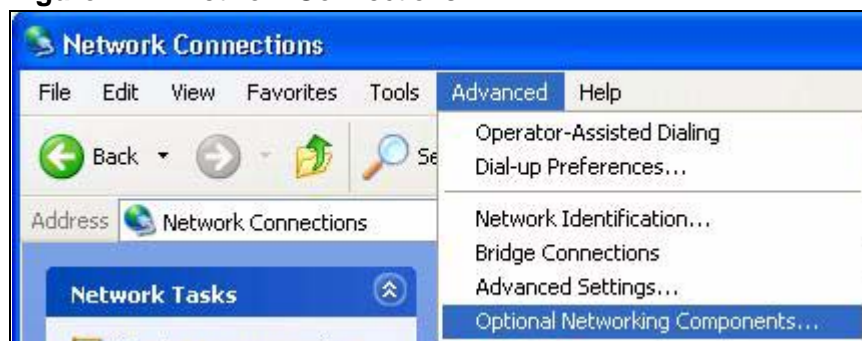 Network Connections
File Edit View Favorites Tools Advanced Help
Operator-Assisted Dialing
Back
Dial-up Preferences...
Address Network Connections
Network Identification...
Bridge Connections
Network Tasks
Advanced Settings...
Optional Networking Components...